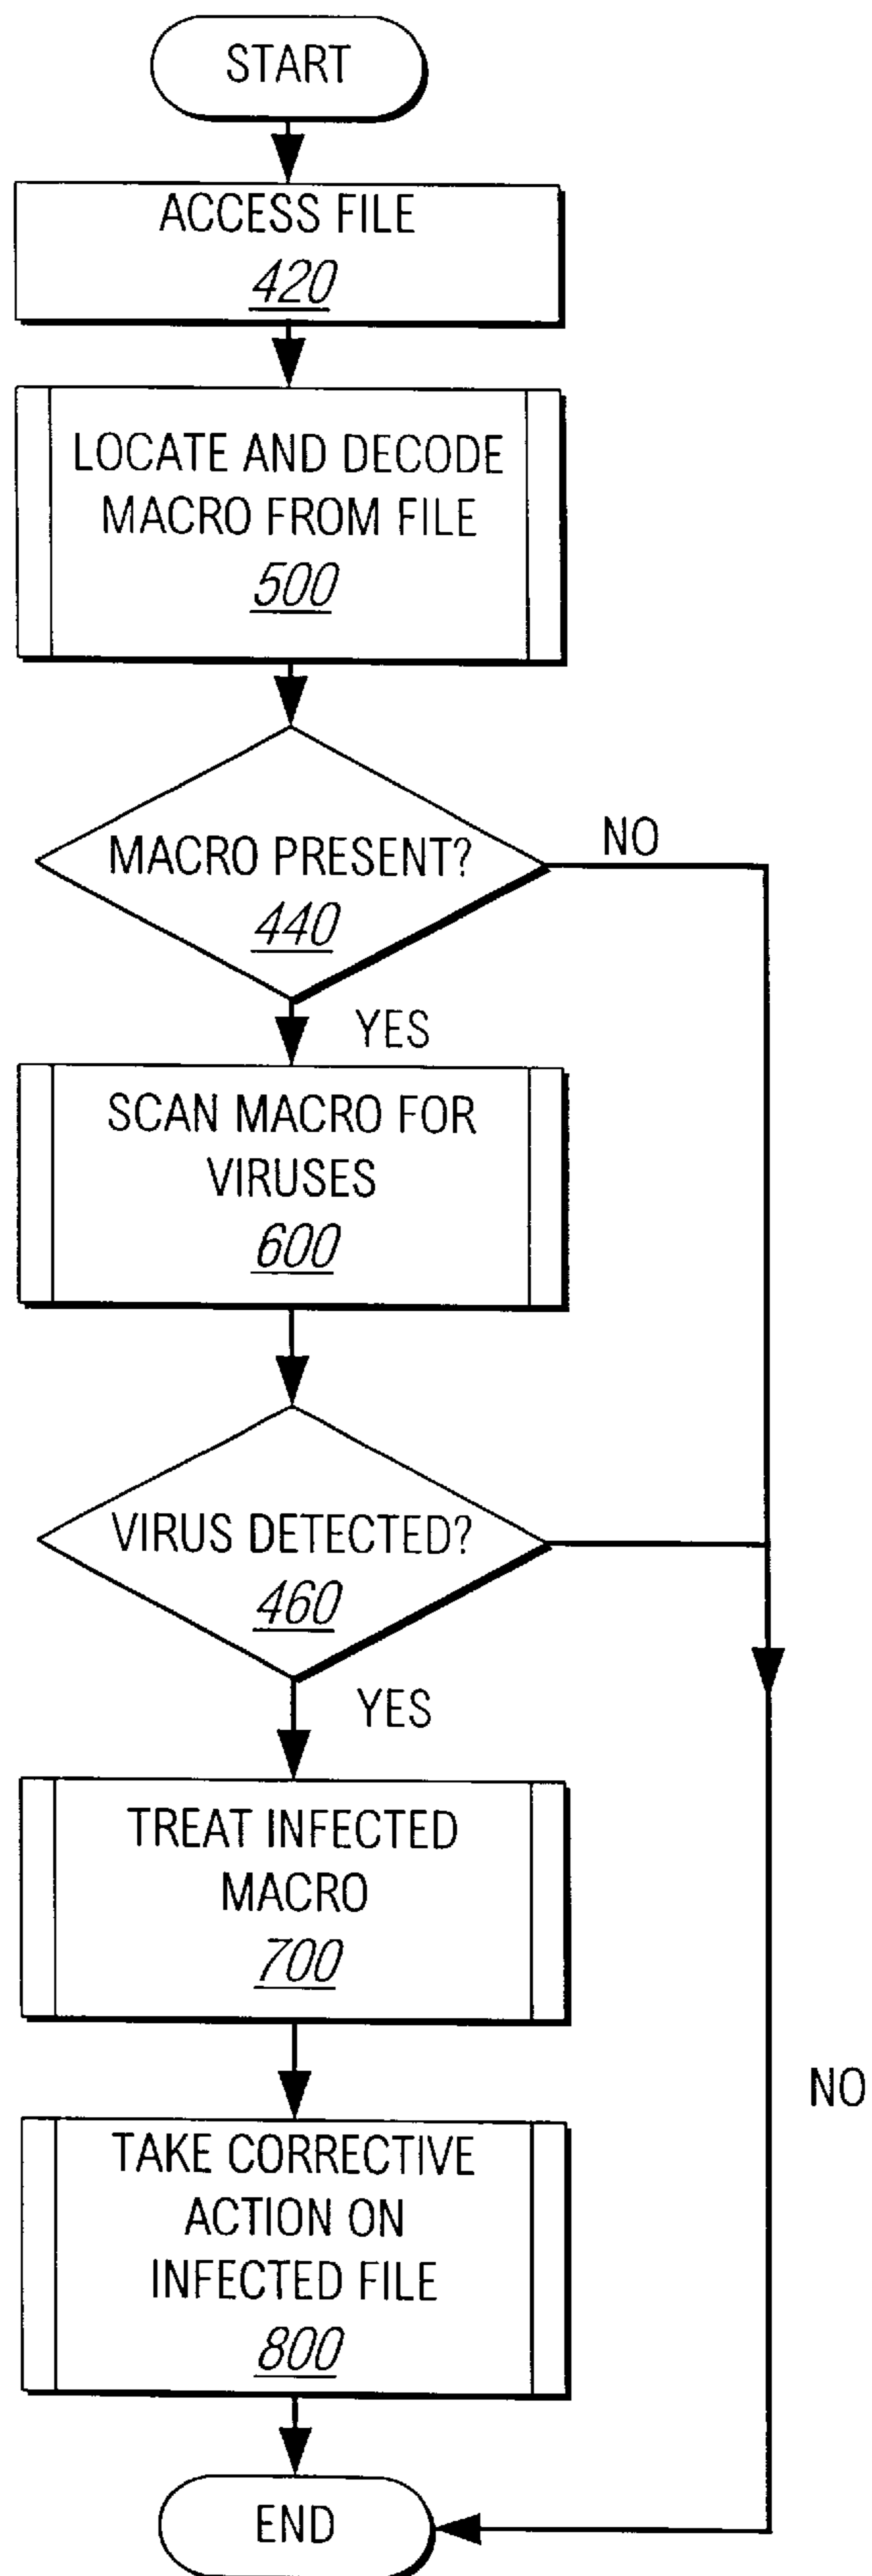 START
ACCESS FILE
420
LOCATE AND DECODE
MACRO FROM FILE
500
MACRO PRESENT?
440
NO
YES
SCAN MACRO FOR
VIRUSES
600
VIRUS DETECTED?
460
YES
TREAT INFECTED
MACRO
700
NO
TAKE CORRECTIVE
ACTION ON
INFECTED FILE
800
END